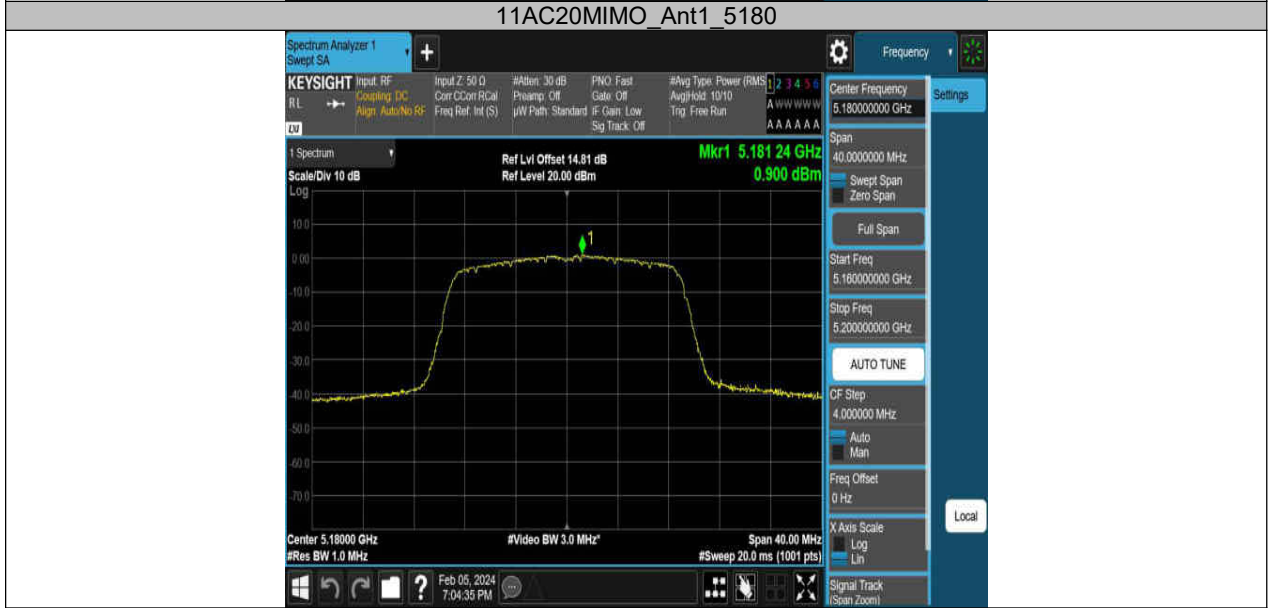 11AC20MIMO_Ant1_5180
Spectrum Analyzer 1
Swept SA
+
Frequency
KEYSIGHT
RL
LXI
Input: RF
Coupling: DC
Align: Auto/No RF
Input Z: 50 Ω
Corr CCorr RCal
Freq Ref: Int (S)
#Atten: 30 dB
Preamp: Off
µW Path: Standard
PNO: Fast
Gate: Off
IF Gain: Low
Sig Track: Off
#Avg Type: Power (RMS
Avg|Hold: 10/10
Trig: Free Run
1 2 3 4 5 6
A W W W W W
A A A A A A
1 Spectrum
Scale/Div 10 dB
Ref Lvl Offset 14.81 dB
Ref Level 20.00 dBm
Mkr1 5.181 24 GHz
0.900 dBm
Log
10.0
0.00
-10.0
-20.0
-30.0
-40.0
-50.0
-60.0
-70.0
1
Center 5.18000 GHz
#Res BW 1.0 MHz
#Video BW 3.0 MHz*
Span 40.00 MHz
#Sweep 20.0 ms (1001 pts)
Center Frequency
5.180000000 GHz
Settings
Span
40.0000000 MHz
Swept Span
Zero Span
Full Span
Start Freq
5.160000000 GHz
Stop Freq
5.200000000 GHz
AUTO TUNE
CF Step
4.000000 MHz
Auto
Man
Freq Offset
0 Hz
X Axis Scale
Log
Lin
Local
Signal Track
(Span Zoom)
?
Feb 05, 2024
7:04:35 PM